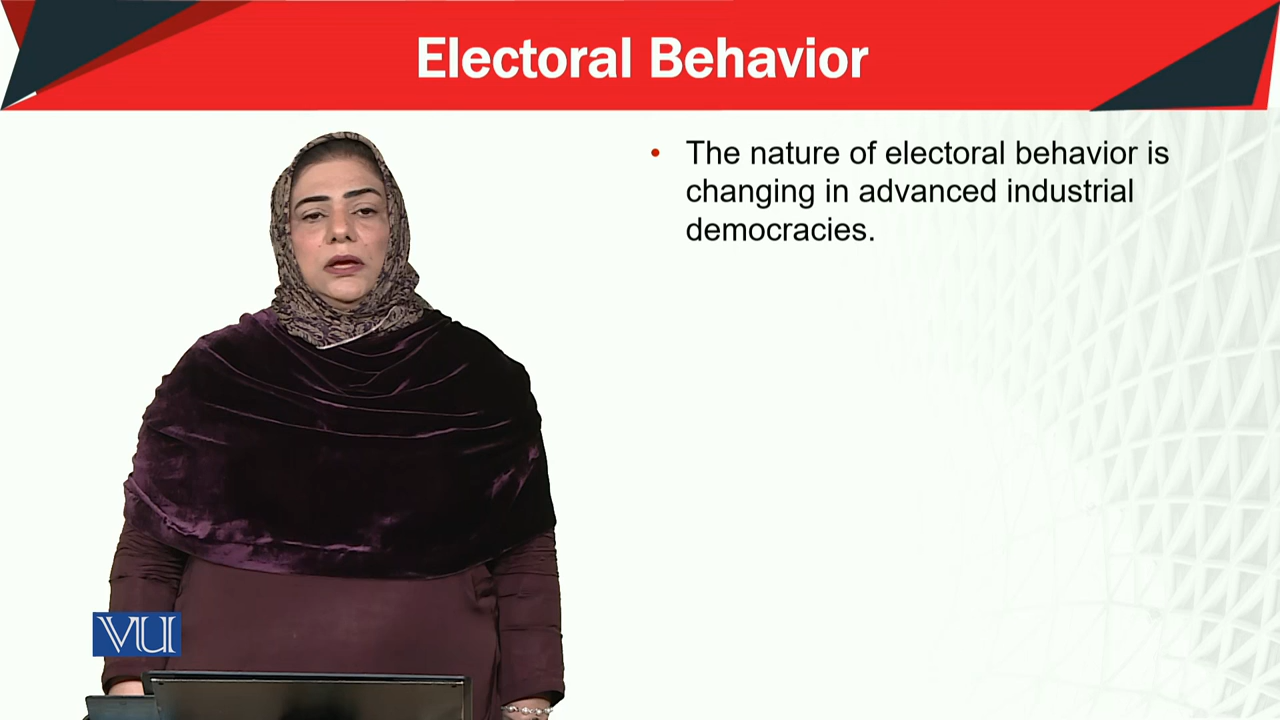 Electoral Behavior
• The nature of electoral behavior is
changing in advanced industrial
democracies.
VU